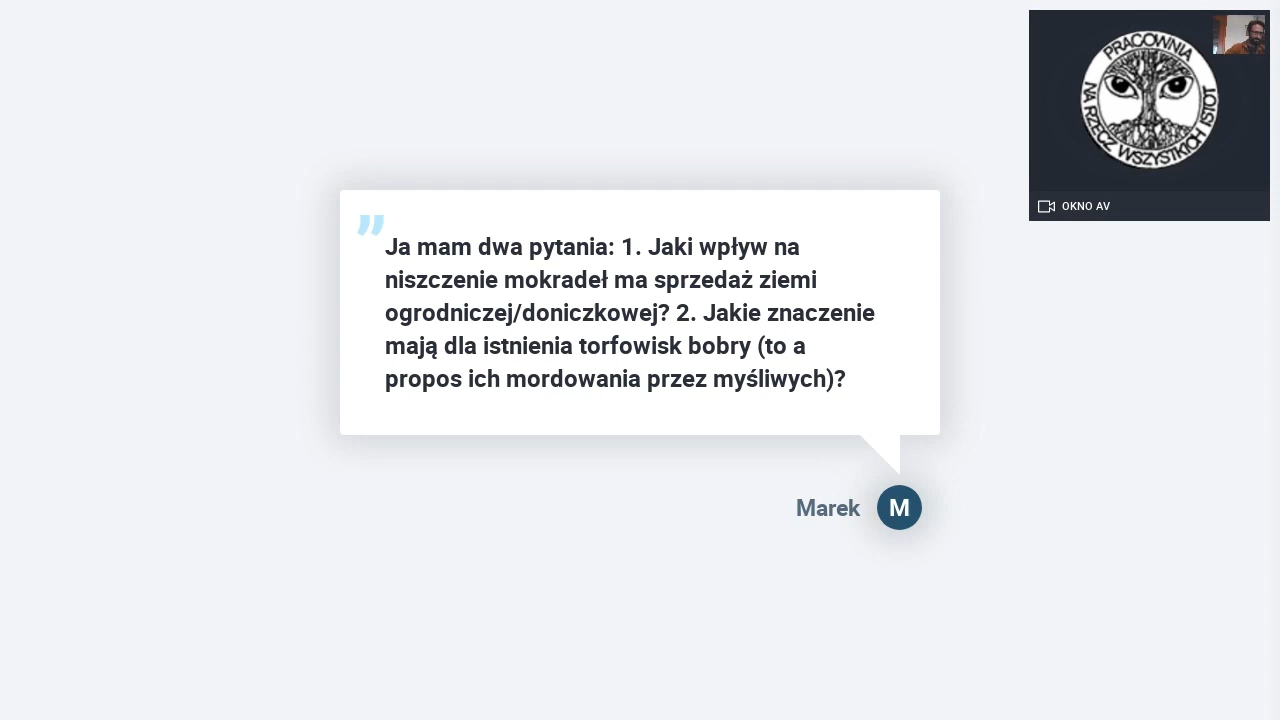 PRACOWNIA
NA RZECZ WSZYSTKICH ISTOT
OKNO AV
"
Ja mam dwa pytania: 1. Jaki wpływ na
niszczenie mokradeł ma sprzedaż ziemi
ogrodniczej/doniczkowej? 2. Jakie znaczenie
mają dla istnienia torfowisk bobry (to a
propos ich mordowania przez myśliwych)?
Marek M